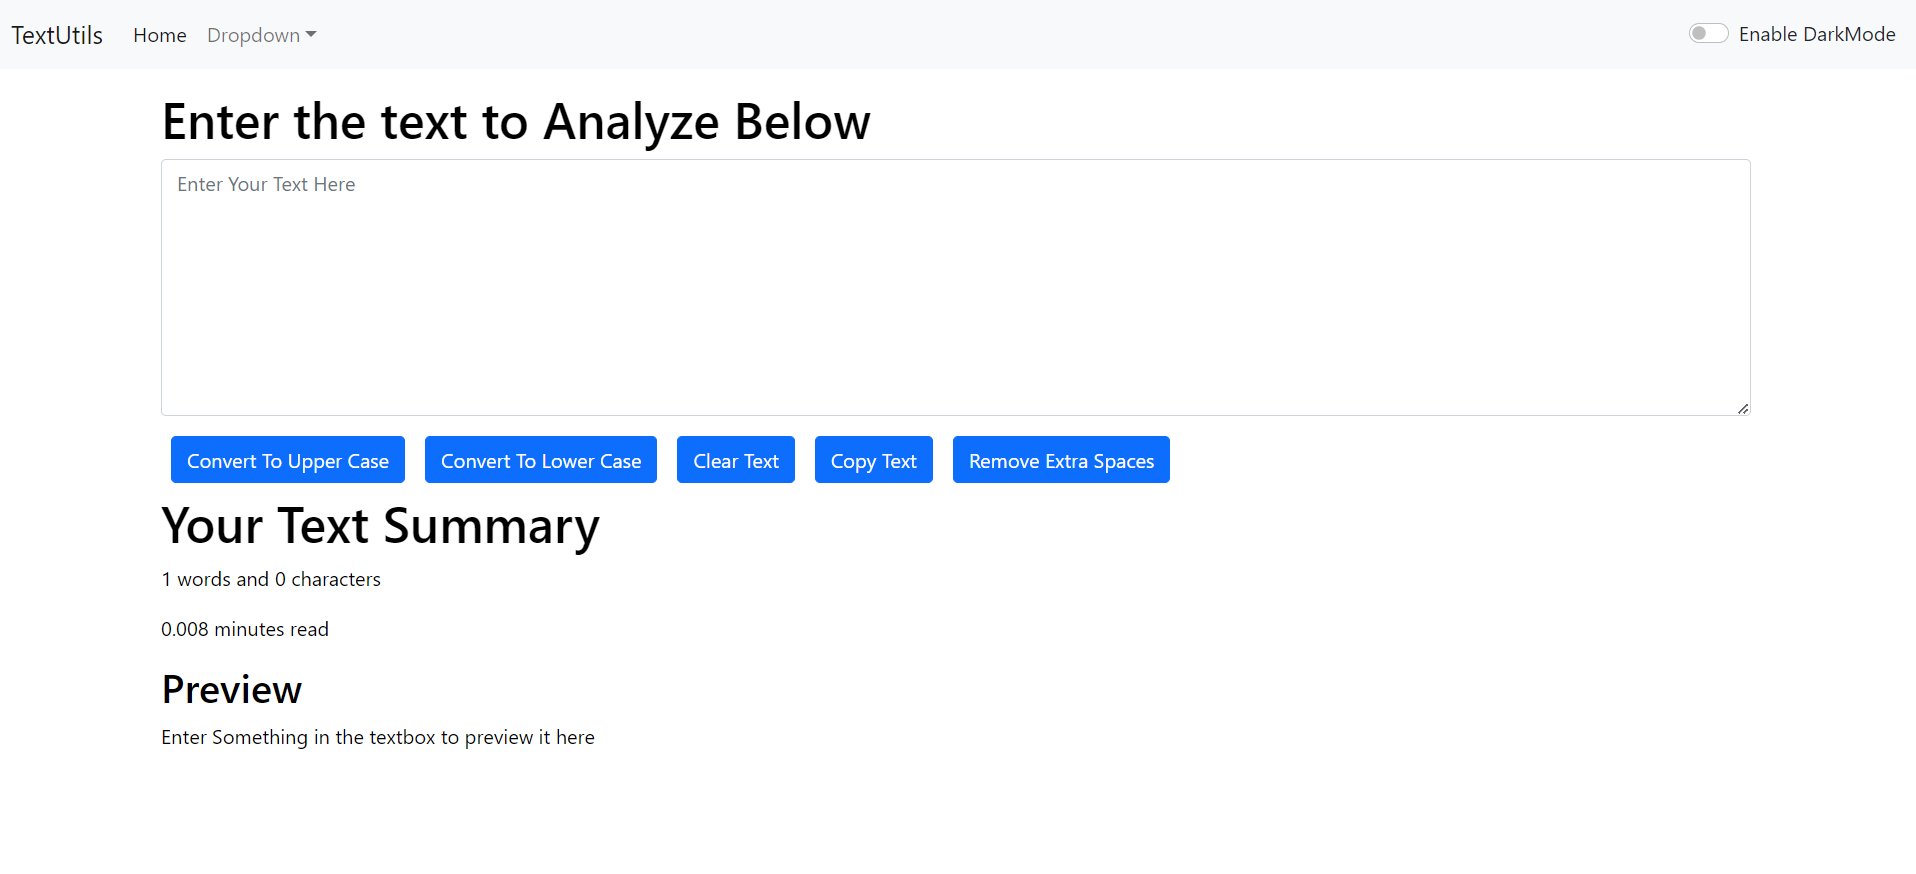 TextUtils Home Dropdown Enable DarkMode
Enter the text to Analyze Below
Enter Your Text Here
Convert To Upper Case Convert To Lower Case Clear Text Copy Text Remove Extra Spaces
Your Text Summary
1 words and 0 characters
0.008 minutes read
Preview
Enter Something in the textbox to preview it here